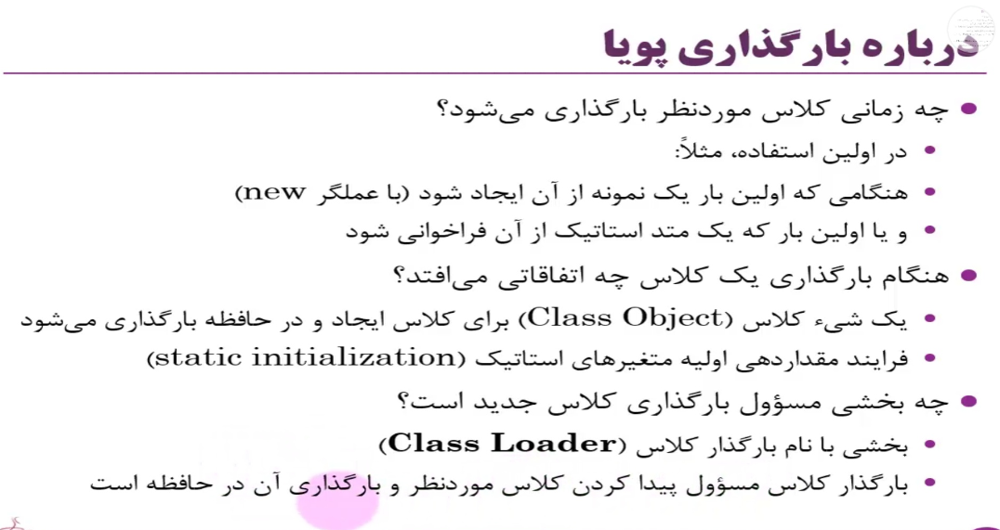 درباره بارگذاری پویا
چه زمانی کلاس موردنظر بارگذاری می‌شود؟
در اولین استفاده، مثلاً:
هنگامی که اولین بار یک نمونه از آن ایجاد شود (با عملگر new)
و یا اولین بار که یک متد استاتیک از آن فراخوانی شود
هنگام بارگذاری یک کلاس چه اتفاقاتی می‌افتد؟
یک شیء کلاس (Class Object) برای کلاس ایجاد و در حافظه بارگذاری می‌شود
فرایند مقداردهی اولیه متغیرهای استاتیک (static initialization)
چه بخشی مسؤول بارگذاری کلاس جدید است؟
بخشی با نام بارگذار کلاس (Class Loader)
بارگذار کلاس مسؤول پیدا کردن کلاس موردنظر و بارگذاری آن در حافظه است